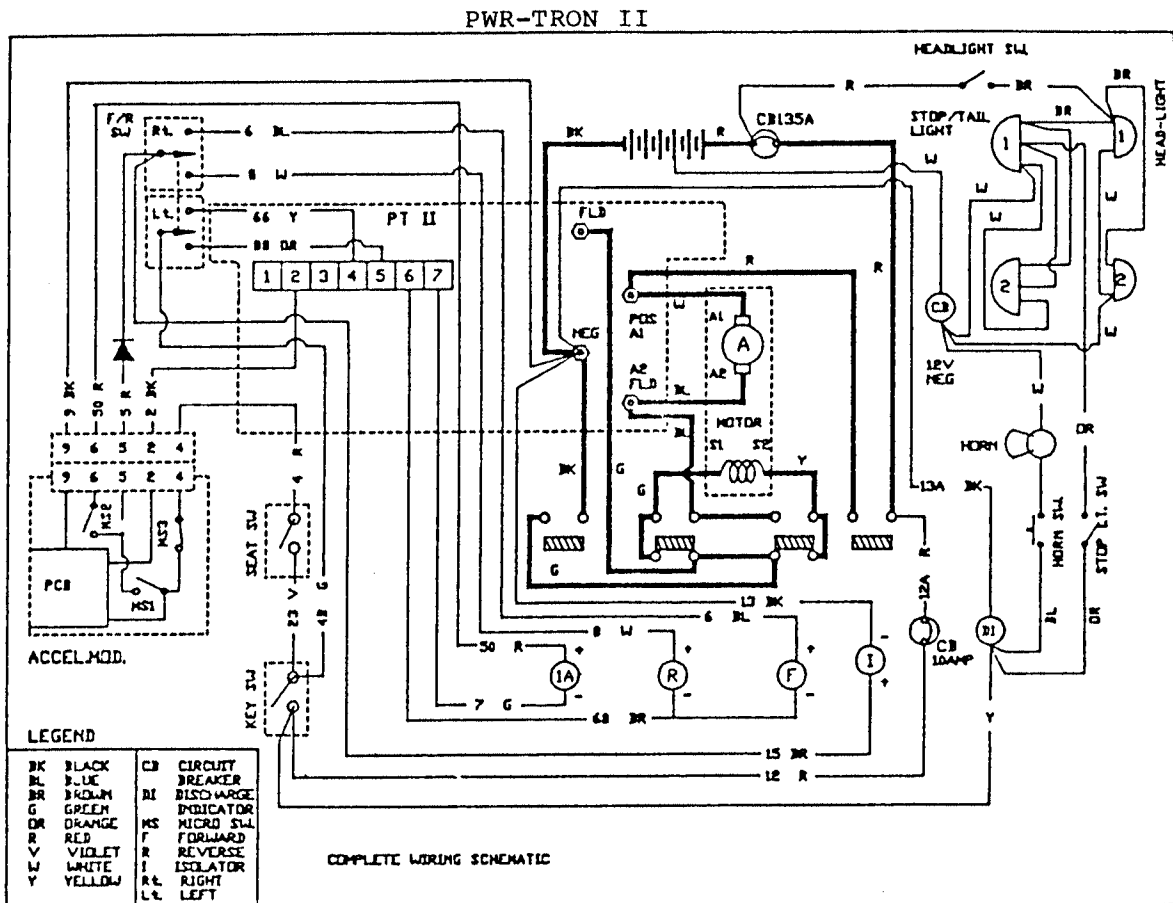 PWR-TRON II
HEADLIGHT SW.
R
BR
BR
F/R SW
Rt.
6 BL
8 W
Lt.
66 Y
88 OR
PT II
1 2 3 4 5 6 7
BK
R
CB135A
STOP/TAIL LIGHT
1
BR
1
HEAD-LIGHT
W
W
W
2
2
W
FLD
R
R
POS A1
W
A1
A
A2
MOTOR
NEG
A2 FLD
BL
BL
CB
12V NEG
W
HORN
OR
9 BK
50 R
5 R
2 BK
9 6 5 2 4
9 6 5 2 4
4 R
MS2
MS3
MS1
PCB
ACCEL.MOD.
SEAT SW
23 V
48 G
KEY SW
BK
G
G
S1 S2
Y
G
13A BK
HORN SW.
STOP LT. SW
R
12A
BL
OR
13 BK
6 BL
8 W
50 R
+
1A
-
+
R
-
+
F
-
-
I
+
CB 10AMP
DI
Y
7 G
68 BR
15 BR
12 R
LEGEND
BK BLACK
BL BLUE
BR BROWN
G GREEN
OR ORANGE
R RED
V VIOLET
W WHITE
Y YELLOW
CB CIRCUIT BREAKER
DI DISCHARGE INDICATOR
MS MICRO SW.
F FORWARD
R REVERSE
I ISOLATOR
Rt. RIGHT
Lt. LEFT
COMPLETE WIRING SCHEMATIC